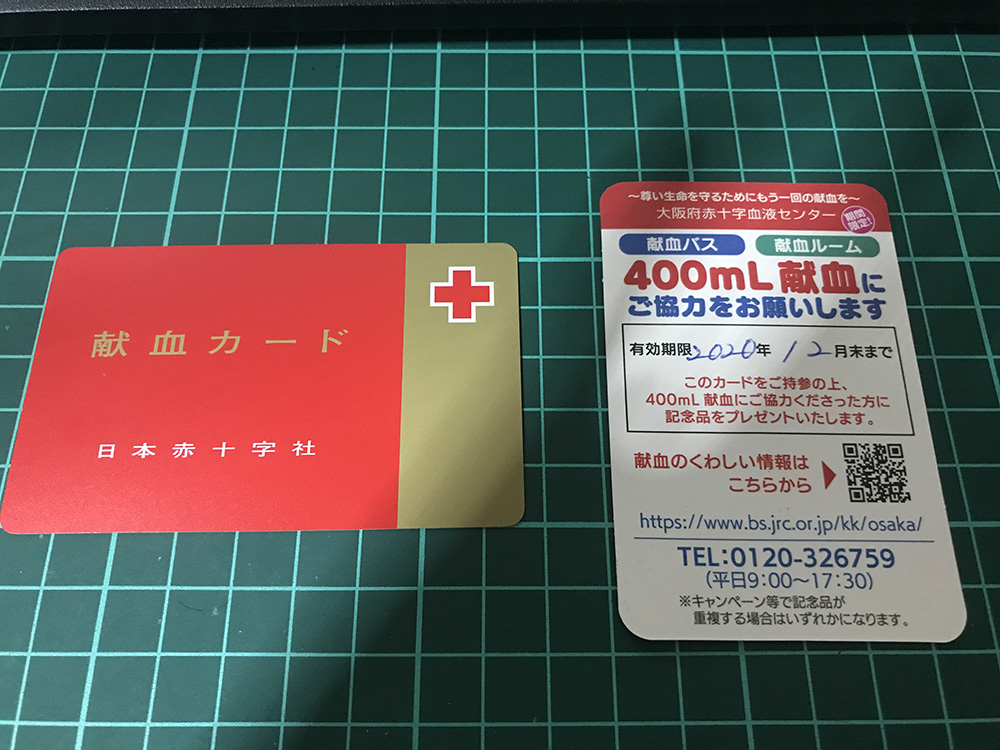 献血カード
日本赤十字社
～尊い生命を守るためにもう一回の献血を～
大阪府赤十字血液センター
期間
限定!
献血バス 献血ルーム
400mL献血に
ご協力をお願いします
有効期限2020年12月末まで
このカードをご持参の上、
400mL献血にご協力くださった方に
記念品をプレゼントいたします。
献血のくわしい情報は
こちらから
https://www.bs.jrc.or.jp/kk/osaka/
TEL:0120-326759
(平日9:00～17:30)
※キャンペーン等で記念品が
重複する場合はいずれかになります。